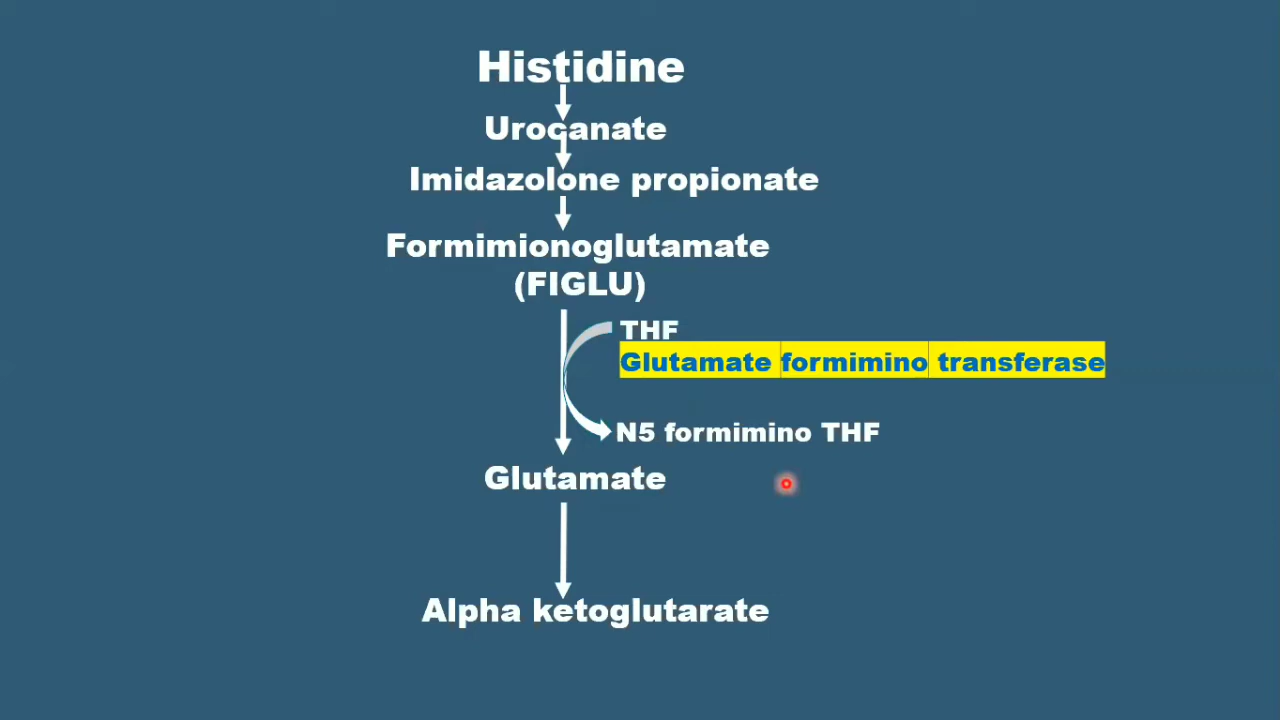 Histidine
Urocanate
Imidazolone propionate
Formimionoglutamate
(FIGLU)
THF
Glutamate formimino transferase
N5 formimino THF
Glutamate
Alpha ketoglutarate